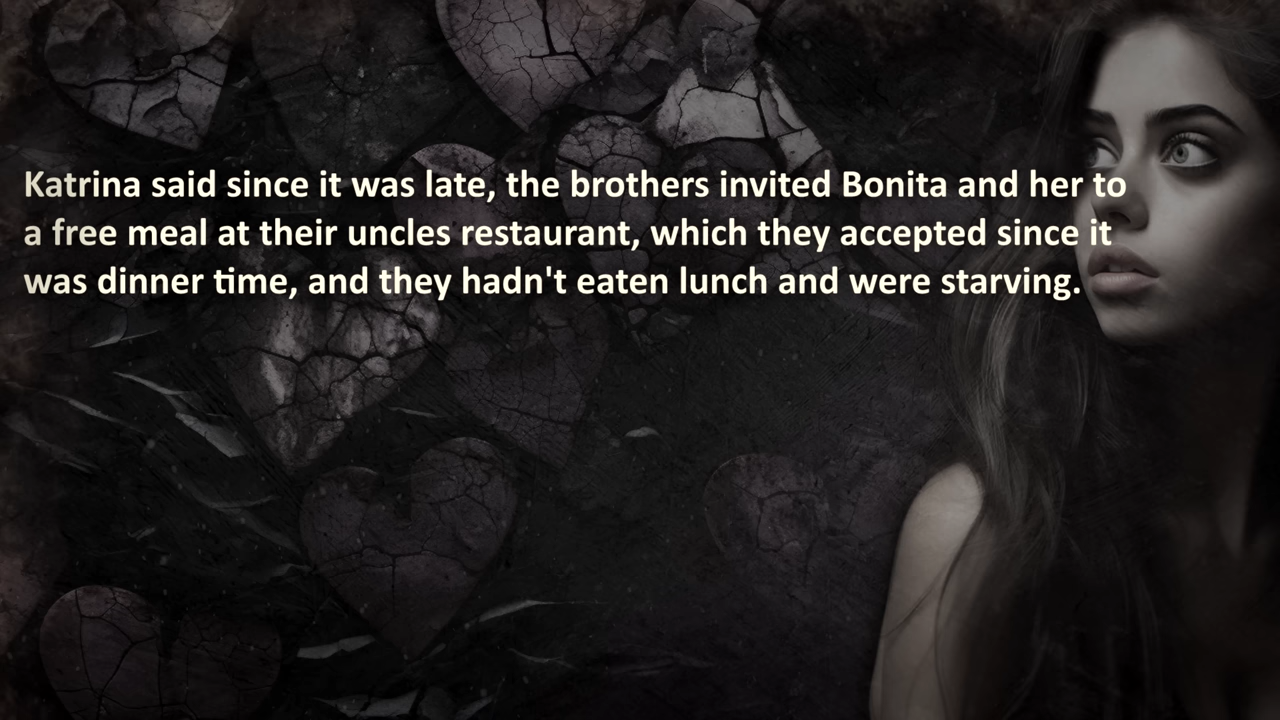 Katrina said since it was late, the brothers invited Bonita and her to
a free meal at their uncles restaurant, which they accepted since it
was dinner time, and they hadn't eaten lunch and were starving.